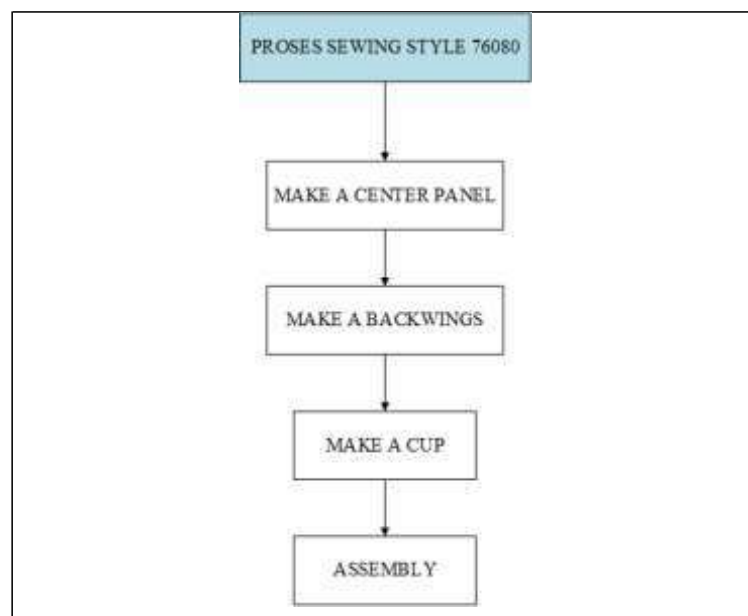 PROSES SEWING STYLE 76080
MAKE A CENTER PANEL
MAKE A BACKWINGS
MAKE A CUP
ASSEMBLY